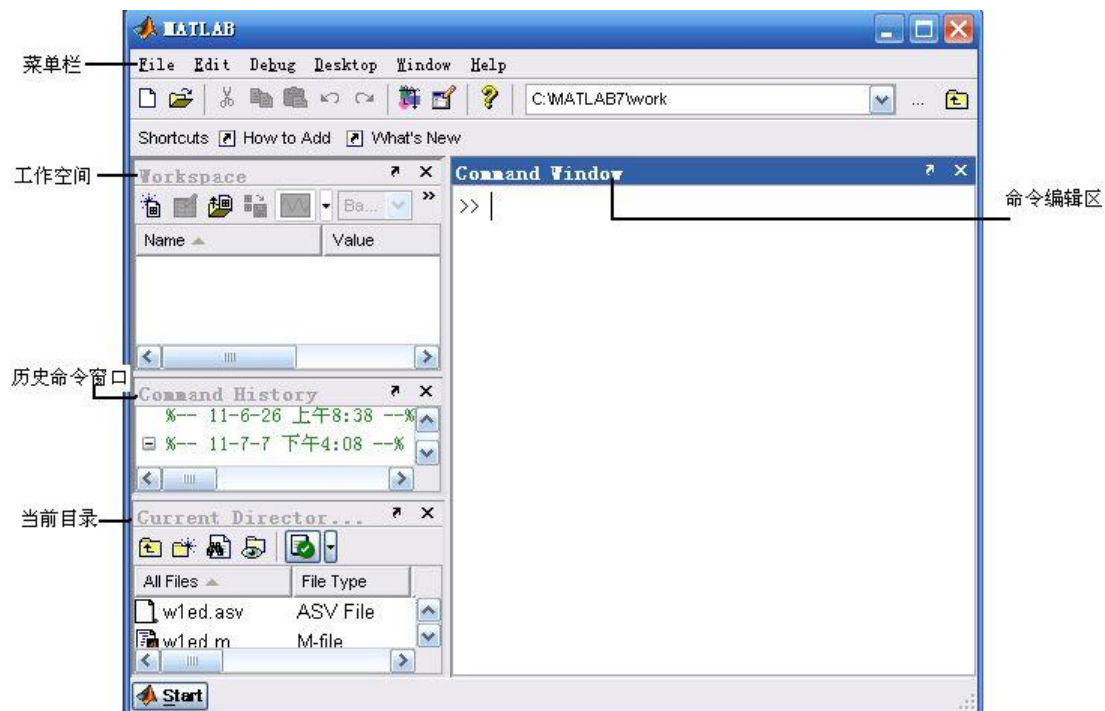 MATLAB
菜单栏
File Edit Debug Desktop Window Help
C:\MATLAB7\work
...
Shortcuts How to Add What's New
工作空间
Workspace
Ba...
Name
Value
Command Window
>>
命令编辑区
历史命令窗口
Command History
%-- 11-6-26 上午8:38 --%
%-- 11-7-7 下午4:08 --%
当前目录
Current Director...
All Files
File Type
w1ed.asv ASV File
w1ed.m M-file
Start